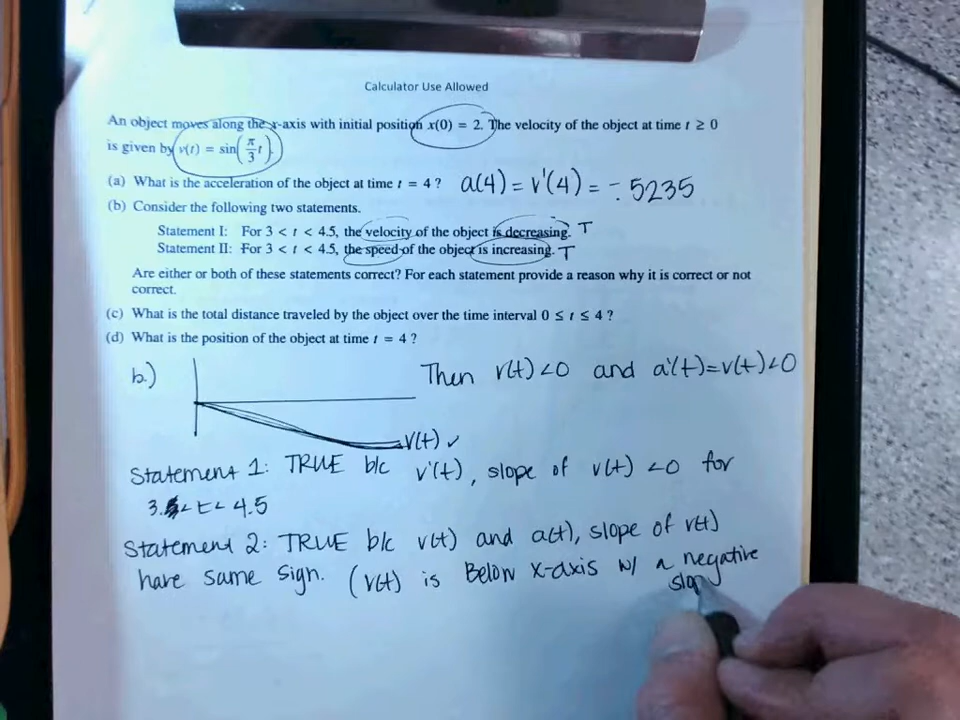 Calculator Use Allowed
An object moves along the x-axis with initial position x(0) = 2. The velocity of the object at time t ≥ 0
is given by v(t) = sin(π/3 t).
(a) What is the acceleration of the object at time t = 4 ? a(4) = v'(4) = -.5235
(b) Consider the following two statements.
Statement I: For 3 < t < 4.5, the velocity of the object is decreasing. T
Statement II: For 3 < t < 4.5, the speed of the object is increasing. T
Are either or both of these statements correct? For each statement provide a reason why it is correct or not
correct.
(c) What is the total distance traveled by the object over the time interval 0 ≤ t ≤ 4 ?
(d) What is the position of the object at time t = 4 ?
b.) Then v(t) <0 and a'(t)=v(t)<0
v(t) ✓
Statement 1: TRUE b/c v'(t), slope of v(t) <0 for
3 < t < 4.5
Statement 2: TRUE b/c v(t) and a(t), slope of v(t)
have same sign. (v(t) is Below x-axis w/ a negative
slop